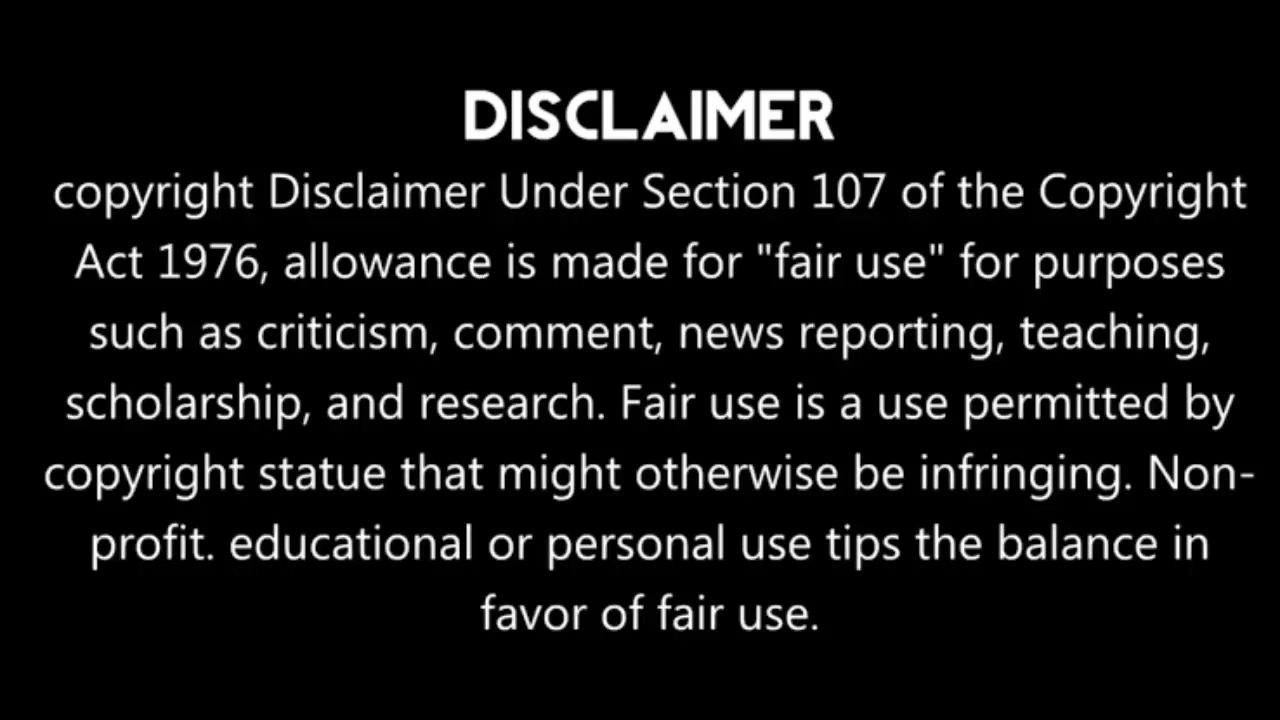 DISCLAIMER
copyright Disclaimer Under Section 107 of the Copyright
Act 1976, allowance is made for "fair use" for purposes
such as criticism, comment, news reporting, teaching,
scholarship, and research. Fair use is a use permitted by
copyright statue that might otherwise be infringing. Non-
profit. educational or personal use tips the balance in
favor of fair use.